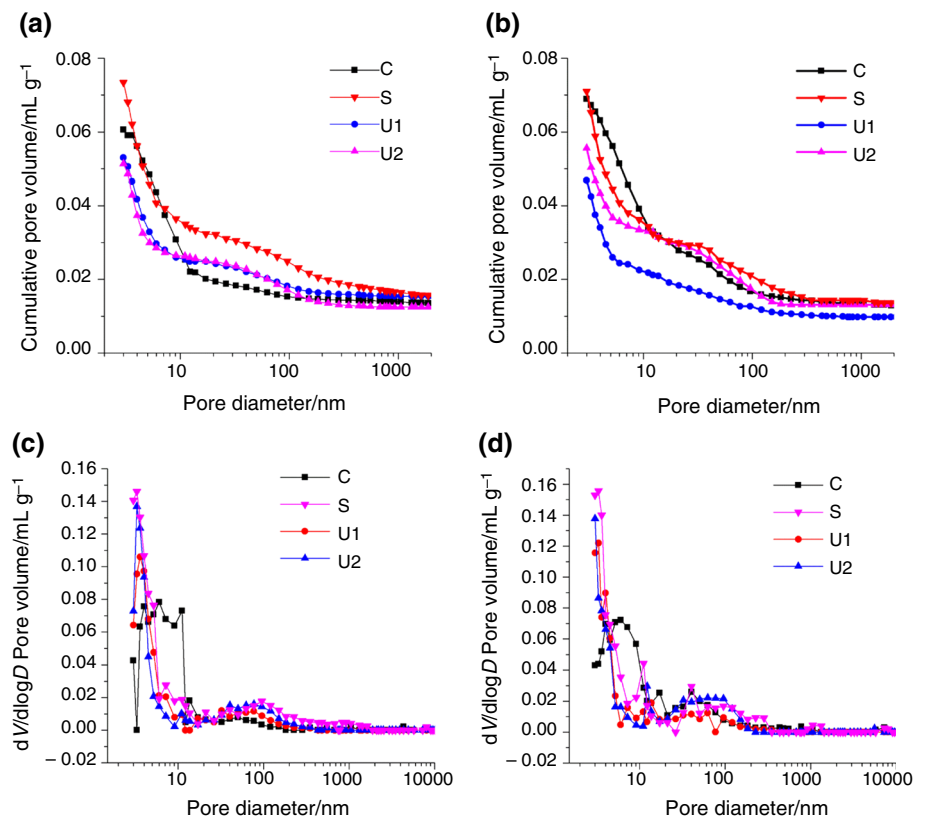 (a)
Cumulative pore volume/mL g⁻¹
0.08
0.06
0.04
0.02
0.00
10
100
1000
Pore diameter/nm
C
S
U1
U2
(b)
Cumulative pore volume/mL g⁻¹
0.08
0.06
0.04
0.02
0.00
10
100
1000
Pore diameter/nm
C
S
U1
U2
(c)
dV/dlogD Pore volume/mL g⁻¹
0.16
0.14
0.12
0.10
0.08
0.06
0.04
0.02
0.00
−0.02
10
100
1000
10000
Pore diameter/nm
C
S
U1
U2
(d)
dV/dlogD Pore volume/mL g⁻¹
0.16
0.14
0.12
0.10
0.08
0.06
0.04
0.02
0.00
−0.02
10
100
1000
10000
Pore diameter/nm
C
S
U1
U2